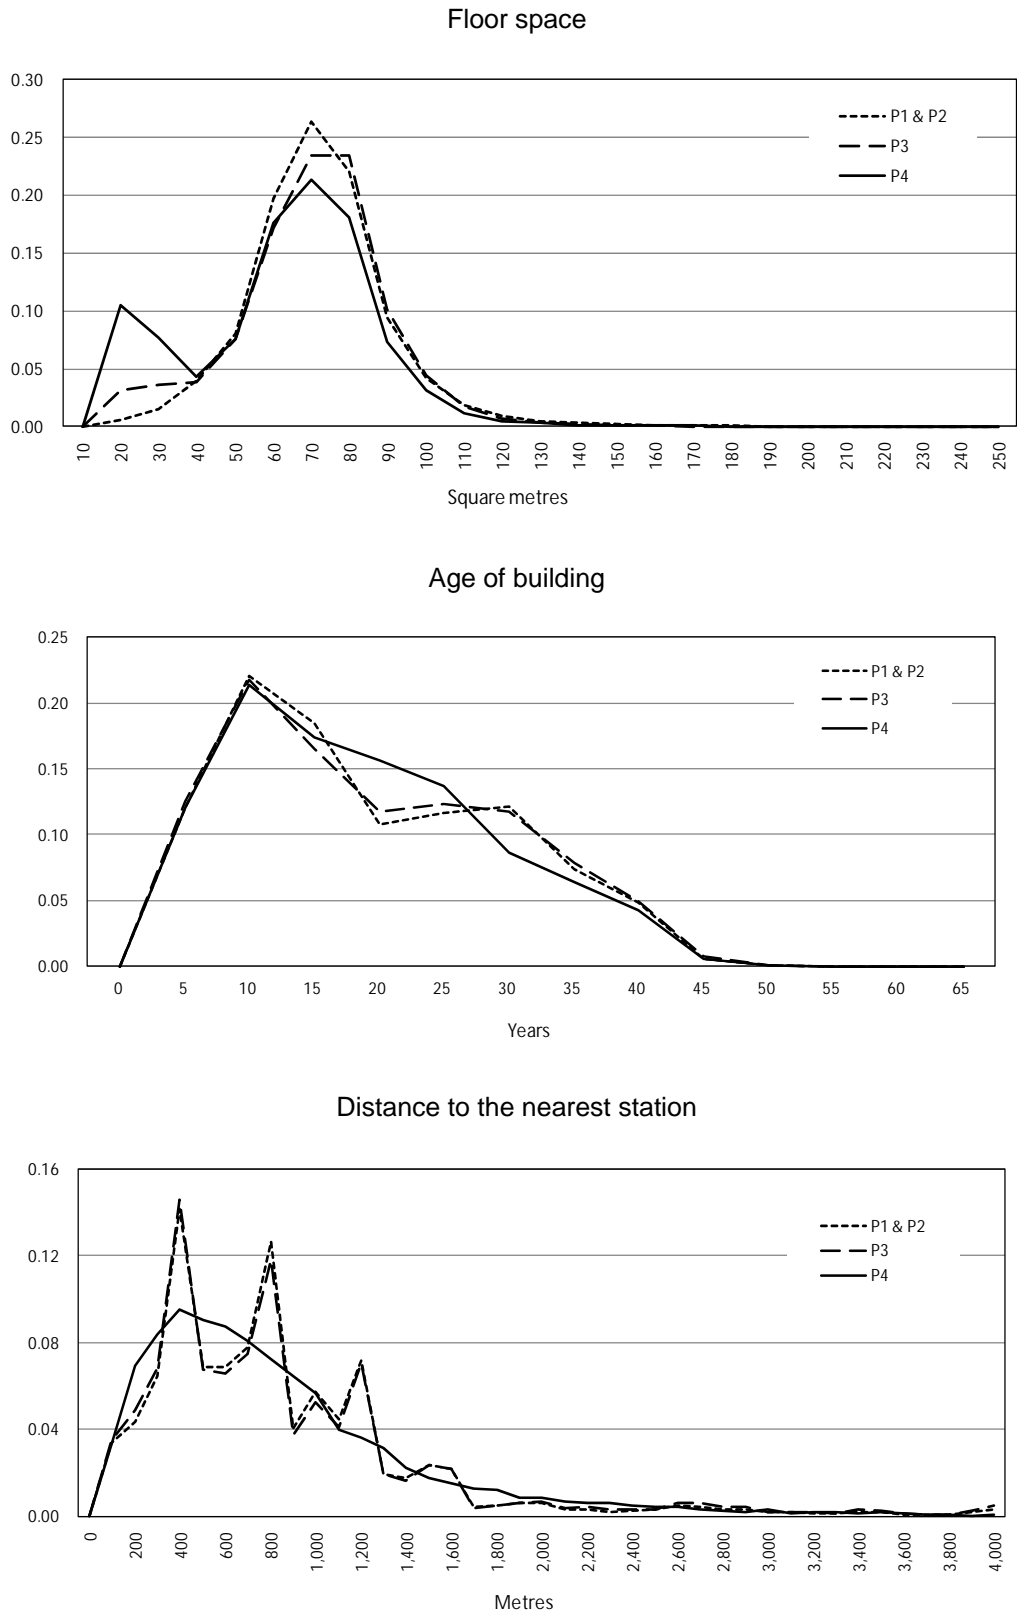 Floor space
0.30
0.25
0.20
0.15
0.10
0.05
0.00
P1 & P2
P3
P4
10 20 30 40 50 60 70 80 90 100 110 120 130 140 150 160 170 180 190 200 210 220 230 240 250
Square metres
Age of building
0.25
0.20
0.15
0.10
0.05
0.00
P1 & P2
P3
P4
0 5 10 15 20 25 30 35 40 45 50 55 60 65
Years
Distance to the nearest station
0.16
0.12
0.08
0.04
0.00
P1 & P2
P3
P4
0 200 400 600 800 1,000 1,200 1,400 1,600 1,800 2,000 2,200 2,400 2,600 2,800 3,000 3,200 3,400 3,600 3,800 4,000
Metres